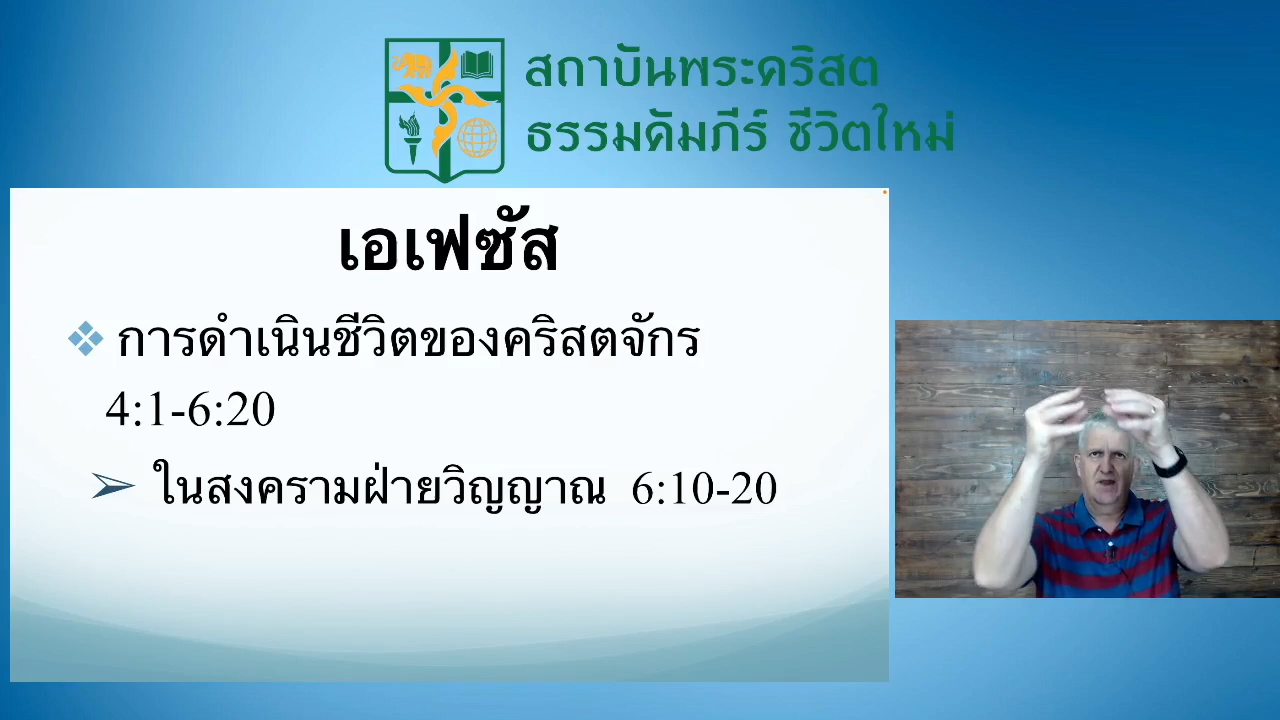 สถาบันพระคริสต
ธรรมคัมภีร์ ชีวิตใหม่
เอเฟซัส
การดำเนินชีวิตของคริสตจักร
4:1-6:20
ในสงครามฝ่ายวิญญาณ 6:10-20